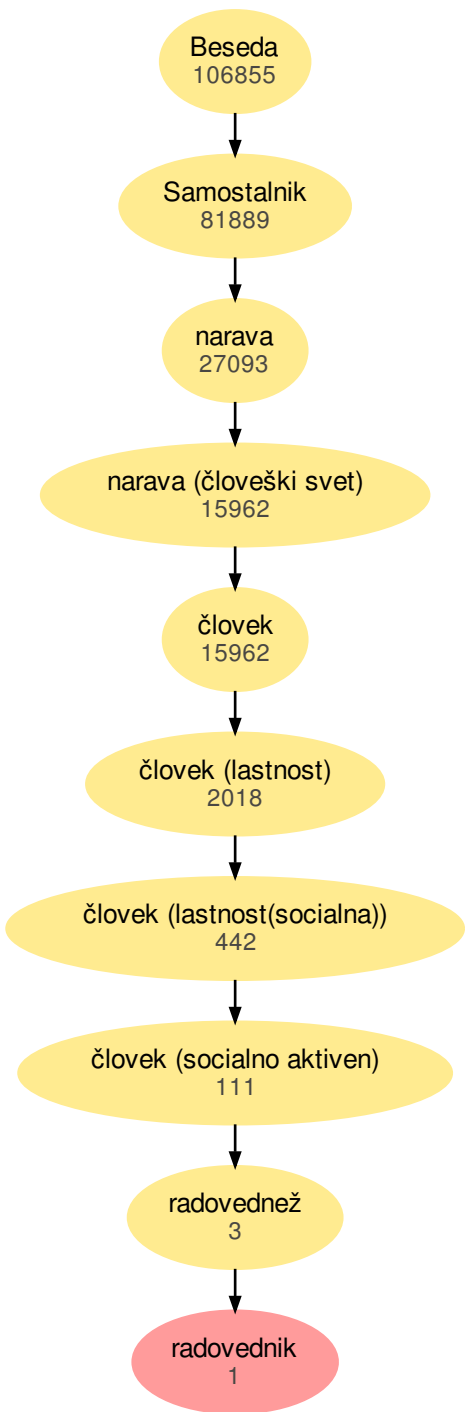 Beseda
106855
Samostalnik
81889
narava
27093
narava (človeški svet)
15962
človek
15962
človek (lastnost)
2018
človek (lastnost(socialna))
442
človek (socialno aktiven)
111
radovednež
3
radovednik
1